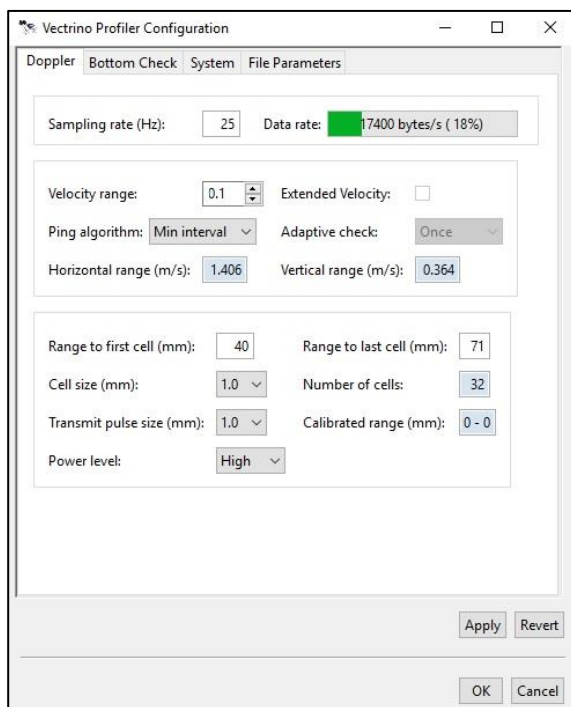 Vectrino Profiler Configuration
Doppler Bottom Check System File Parameters
Sampling rate (Hz): 25 Data rate: 17400 bytes/s ( 18%)
Velocity range: 0.1 Extended Velocity:
Ping algorithm: Min interval Adaptive check: Once
Horizontal range (m/s): 1.406 Vertical range (m/s): 0.364
Range to first cell (mm): 40 Range to last cell (mm): 71
Cell size (mm): 1.0 Number of cells: 32
Transmit pulse size (mm): 1.0 Calibrated range (mm): 0 - 0
Power level: High
Apply Revert
OK Cancel